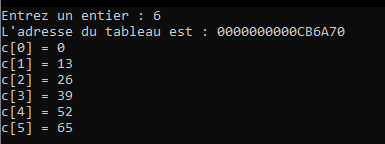 Entrez un entier : 6
L'adresse du tableau est : 0000000000CB6A70
c[0] = 0
c[1] = 13
c[2] = 26
c[3] = 39
c[4] = 52
c[5] = 65